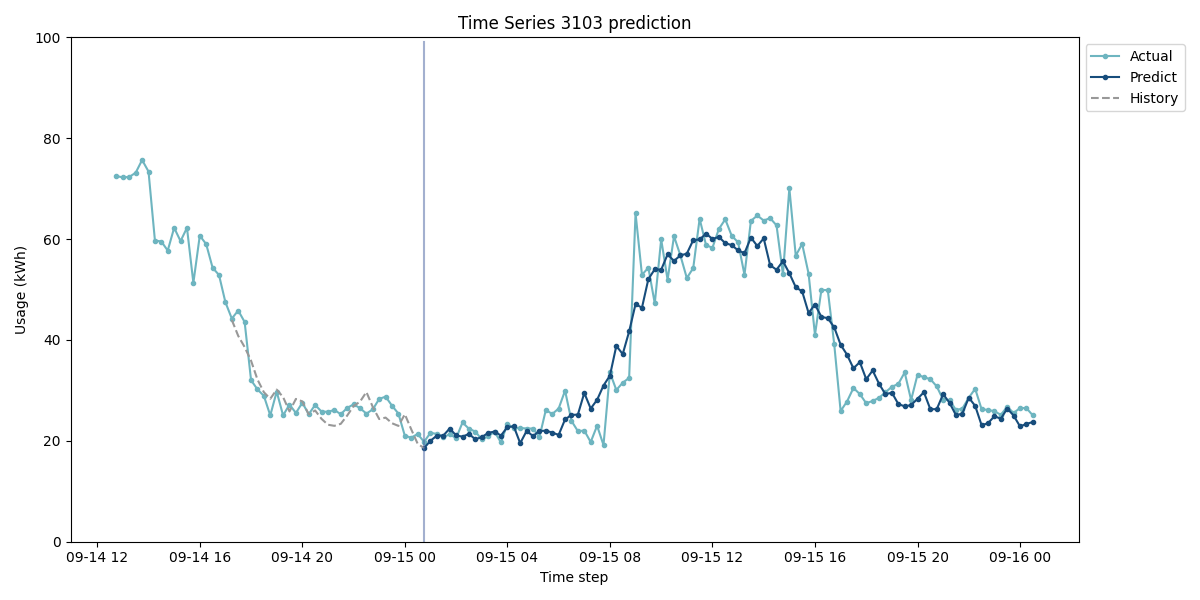 Time Series 3103 prediction
Usage (kWh)
100
80
60
40
20
0
09-14 12
09-14 16
09-14 20
09-15 00
09-15 04
09-15 08
09-15 12
09-15 16
09-15 20
09-16 00
Time step
Actual
Predict
History